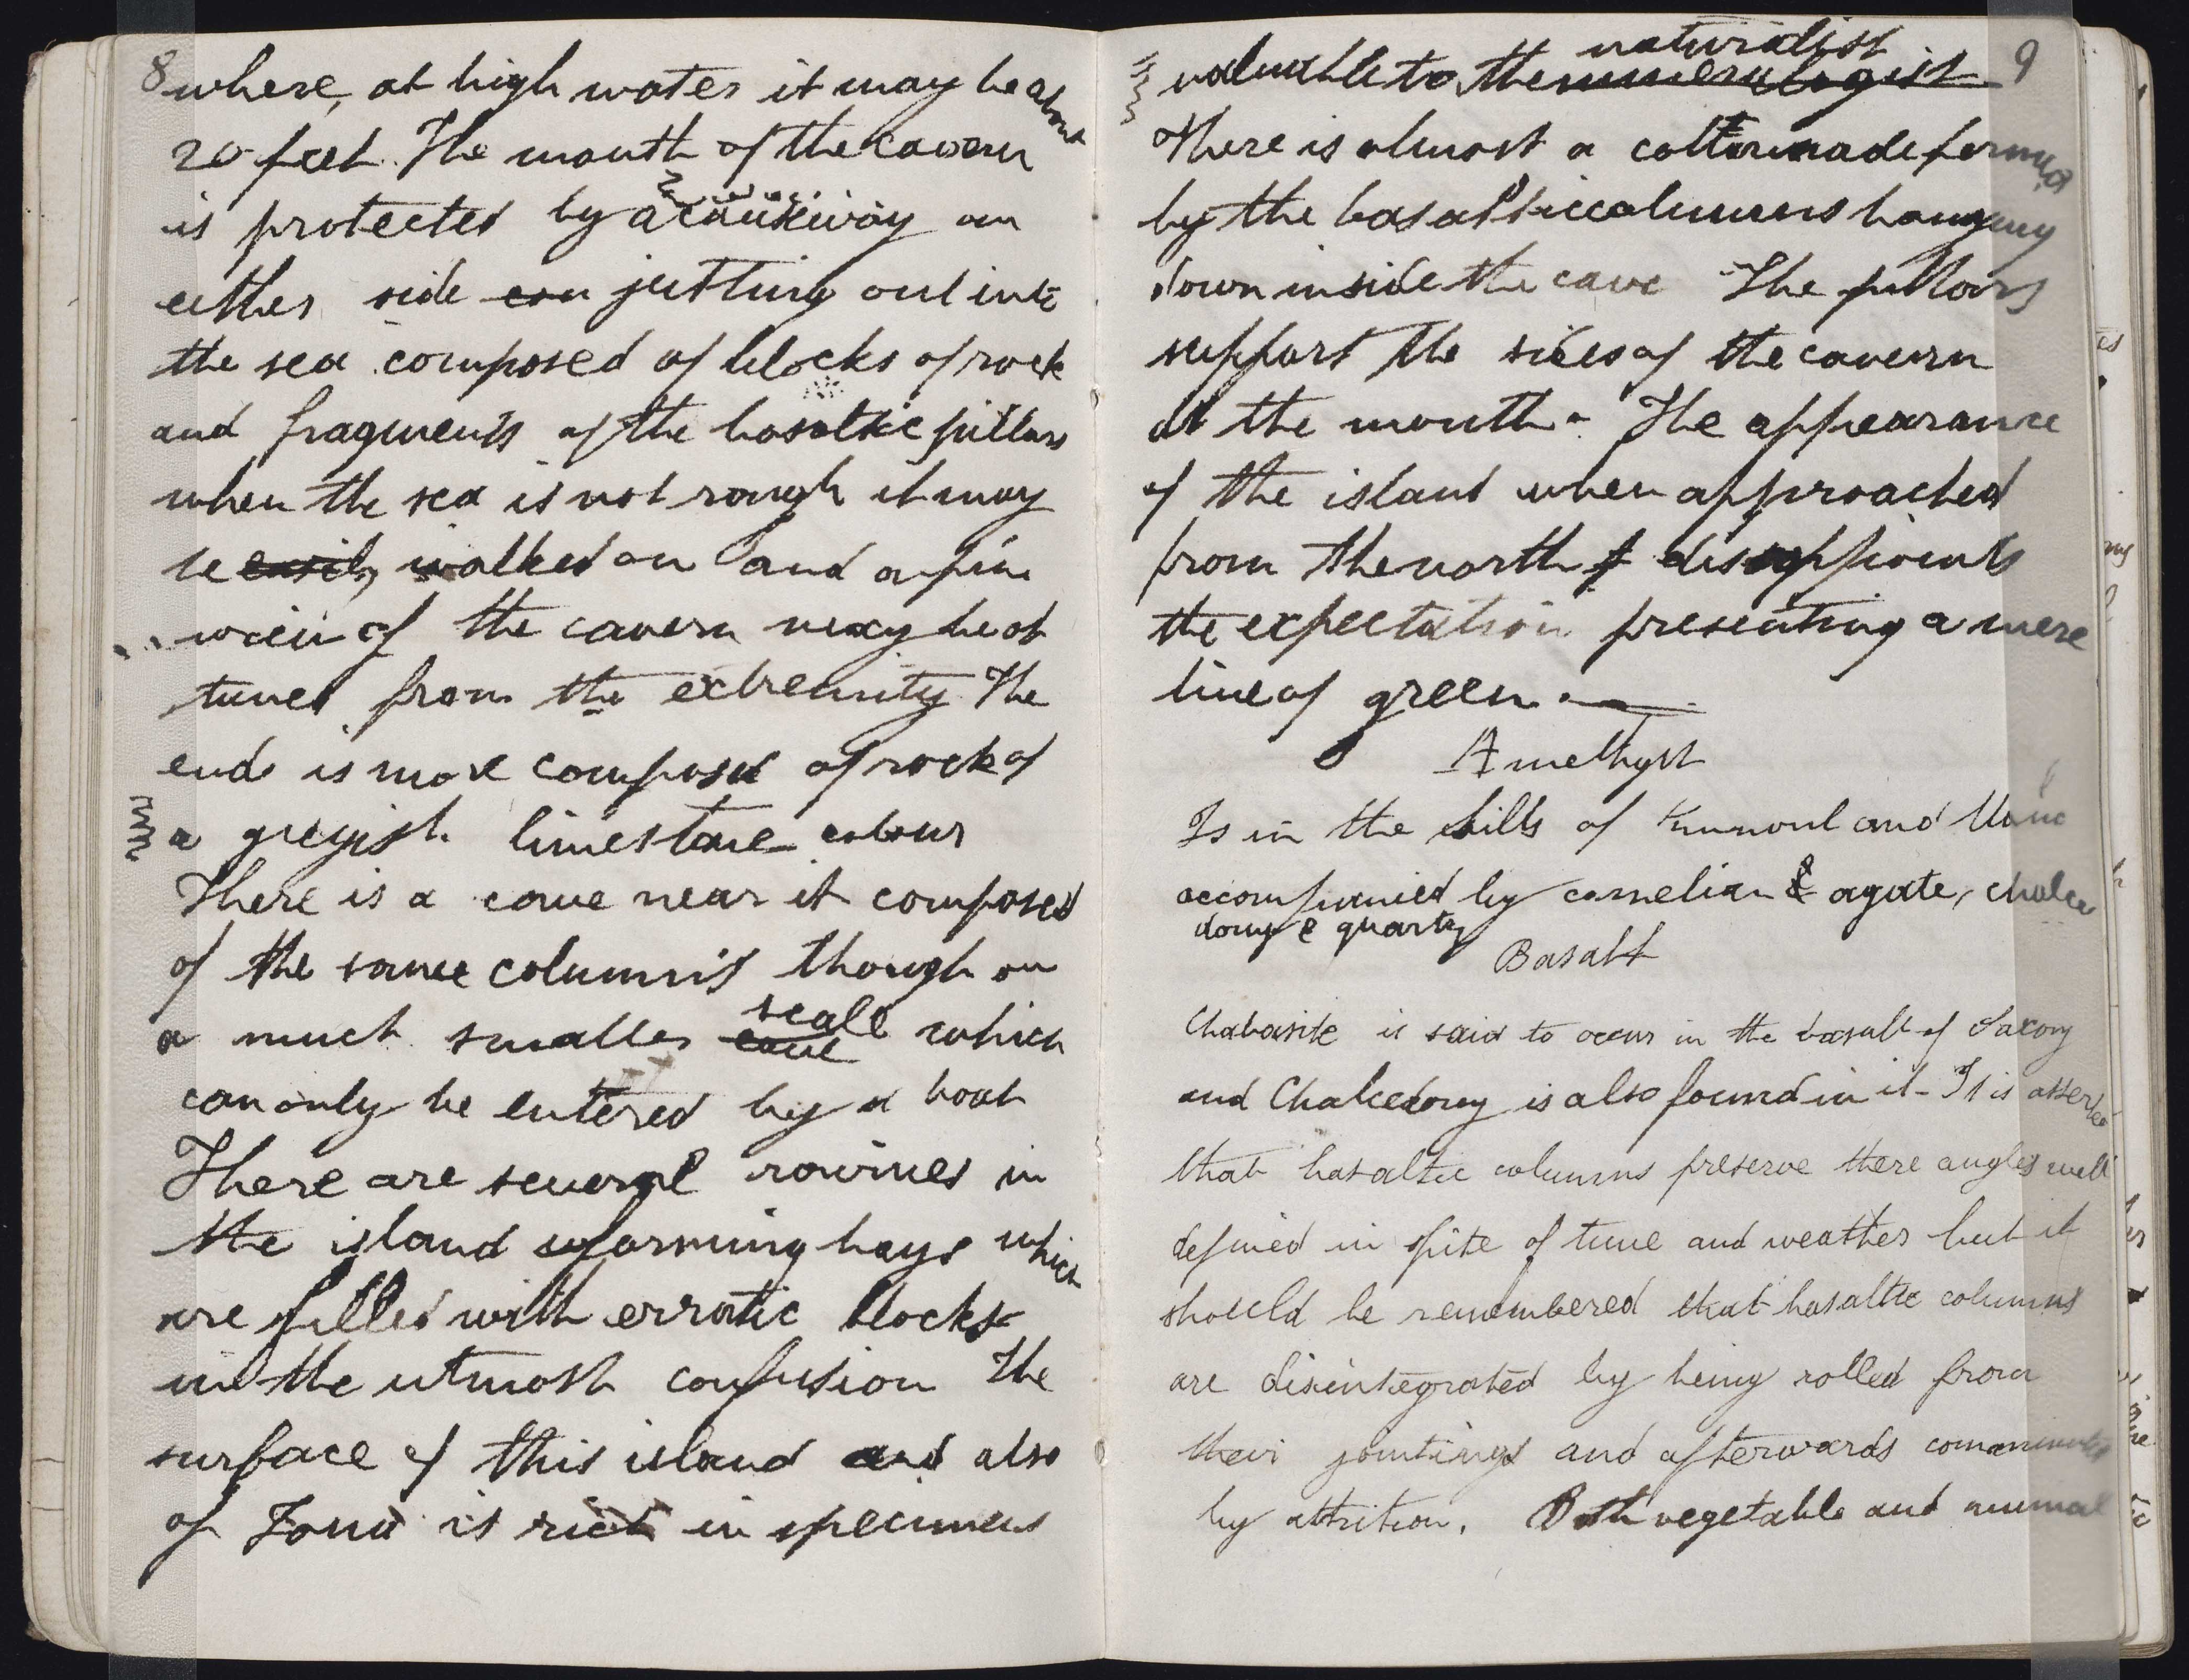 8
where, at high water it may be about
20 feet. The mouth of the cavern
is protected by a causeway on
either side con jutting out into
the sea composed of blocks of rock
and fragments of the basaltic pillars
when the sea is not rough it may
be easily walked on and a fine
view of the cavern may be ob
tained from the extremity. The
end is more composed of rock of
a greyish limestone colour
There is a cave near it composed
of the same columns though on
a much smaller cave scale which
can only be entered by a boat
There are several ravines in
the island forming bays which
are filled with erratic blocks
in the utmost confusion The
surface of this island and also
of Iona is rich in specimens
9
valuable to the mineralogist naturalist
There is almost a colonnade formed
by the basaltic columns hanging
down inside the cave The pillars
support the sides of the cavern
at the mouth. The appearance
of the island when approached
from the north disappoints
the expectation presenting a mere
line of green.
Amethyst
Is in the hills of and
accompanied by carnelian & agate, chalce
dony & quartz
Basalt
Chabasite is said to occur in the basalt of Saxony
and Chalcedony is also found in it - It is asserted
that basaltic columns preserve there angles well
defined in spite of time and weather but it
should be remembered that basaltic columns
are disintegrated by being rolled from
their jointings and afterwards comminuted
by attrition. Both vegetable and animal